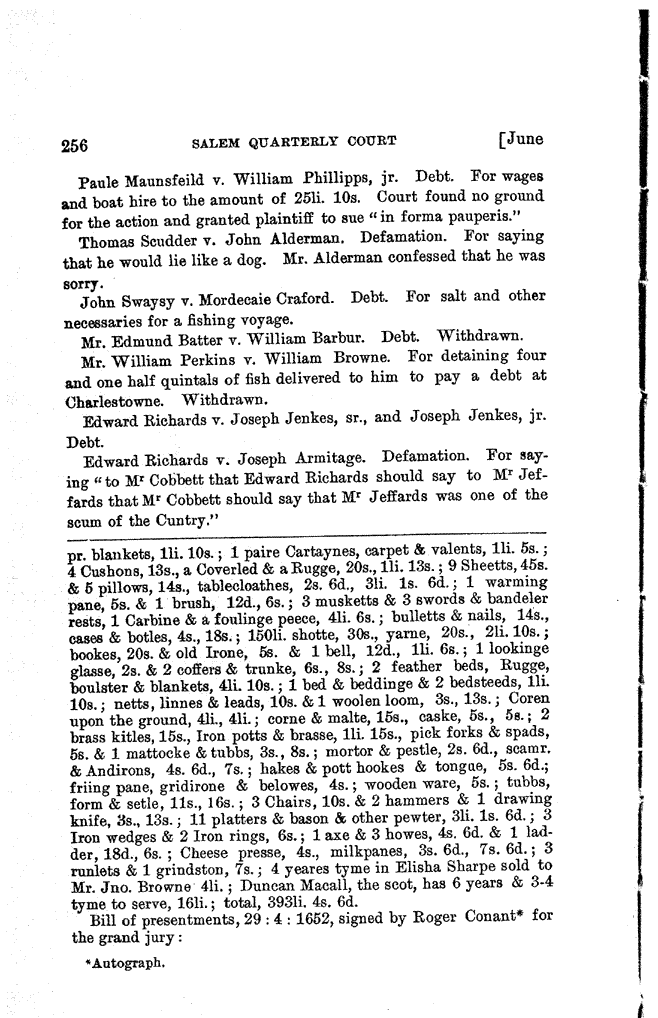 256 SALEM QUARTERLY COURT [June
Paule Maunsfeild v. William Phillipps, jr. Debt. For wages
and boat hire to the amount of 25li. 10s. Court found no ground
for the action and granted plaintiff to sue "in forma pauperis."
Thomas Scudder v. John Alderman. Defamation. For saying
that he would lie like a dog. Mr. Alderman confessed that he was
sorry.
John Swaysy v. Mordecaie Craford. Debt. For salt and other
necessaries for a fishing voyage.
Mr. Edmund Batter v. William Barbur. Debt. Withdrawn.
Mr. William Perkins v. William Browne. For detaining four
and one half quintals of fish delivered to him to pay a debt at
Charlestowne. Withdrawn.
Edward Richards v. Joseph Jenkes, sr., and Joseph Jenkes, jr.
Debt.
Edward Richards v. Joseph Armitage. Defamation. For say-
ing "to Mr Cobbett that Edward Richards should say to Mr Jef-
fards that Mr Cobbett should say that Mr Jeffards was one of the
scum of the Cuntry."
pr. blankets, 1li. 10s.; 1 paire Cartaynes, carpet & valents, 1li. 5s.;
4 Cushons, 13s., a Coverled & a Rugge, 20s., 1li. 13s.; 9 Sheetts, 45s.
& 5 pillows, 14s., tablecloathes, 2s. 6d., 3li. 1s. 6d.; 1 warming
pane, 5s. & 1 brush, 12d., 6s.; 3 musketts & 3 swords & bandeler
rests, 1 Carbine & a foulinge peece, 4li. 6s.; bulletts & nails, 14s.,
cases & botles, 4s., 18s.; 150li. shotte, 30s., yarne, 20s., 2li. 10s.;
bookes, 20s. & old Irone, 5s. & 1 bell, 12d., 1li. 6s.; 1 lookinge
glasse, 2s. & 2 coffers & trunke, 6s., 8s.; 2 feather beds, Rugge,
boulster & blankets, 4li. 10s.; 1 bed & beddinge & 2 bedsteeds, 1li.
10s.; netts, linnes & leads, 10s. & 1 woolen loom, 3s., 13s.; Coren
upon the ground, 4li., 4li.; corne & malte, 15s., caske, 5s., 5s.; 2
brass kitles, 15s., Iron potts & brasse, 1li. 15s., pick forks & spads,
5s. & 1 mattocke & tubbs, 3s., 8s.; mortor & pestle, 2s. 6d., scamr.
& Andirons, 4s. 6d., 7s.; hakes & pott hookes & tongue, 5s. 6d.;
friing pane, gridirone & belowes, 4s.; wooden ware, 5s.; tubbs,
form & setle, 11s., 16s.; 3 Chairs, 10s. & 2 hammers & 1 drawing
knife, 3s., 13s.; 11 platters & bason & other pewter, 3li. 1s. 6d.; 3
Iron wedges & 2 Iron rings, 6s.; 1 axe & 3 howes, 4s. 6d. & 1 lad-
der, 18d., 6s.; Cheese presse, 4s., milkpanes, 3s. 6d., 7s. 6d.; 3
runlets & 1 grindston, 7s.; 4 yeares tyme in Elisha Sharpe sold to
Mr. Jno. Browne 4li.; Duncan Macall, the scot, has 6 years & 3-4
tyme to serve, 16li.; total, 393li. 4s. 6d.
Bill of presentments, 29 : 4 : 1652, signed by Roger Conant* for
the grand jury :
*Autograph.